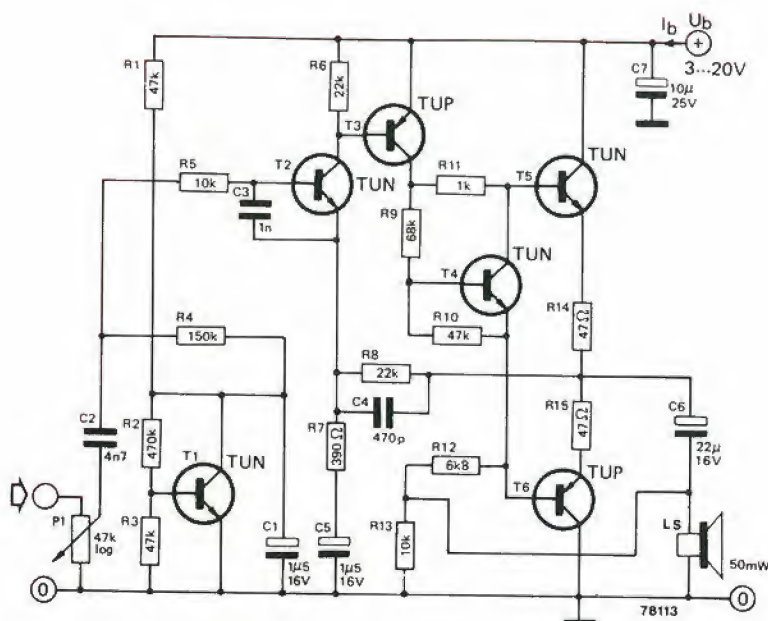 Ib
Ub
+
3...20V
R1
47k
R6
22k
C7
10μ
25V
T3
TUP
R5
10k
T2
TUN
C3
1n
R11
1k
T5
TUN
R9
68k
T4
TUN
R4
150k
R10
47k
R14
47Ω
R8
22k
C4
470p
R15
47Ω
C6
22μ
16V
C2
4n7
R2
470k
T1
TUN
R7
390Ω
R12
6k8
T6
TUP
P1
47k
log
R3
47k
C1
1μ5
16V
C5
1μ5
16V
R13
10k
LS
50mW
0
78113
0